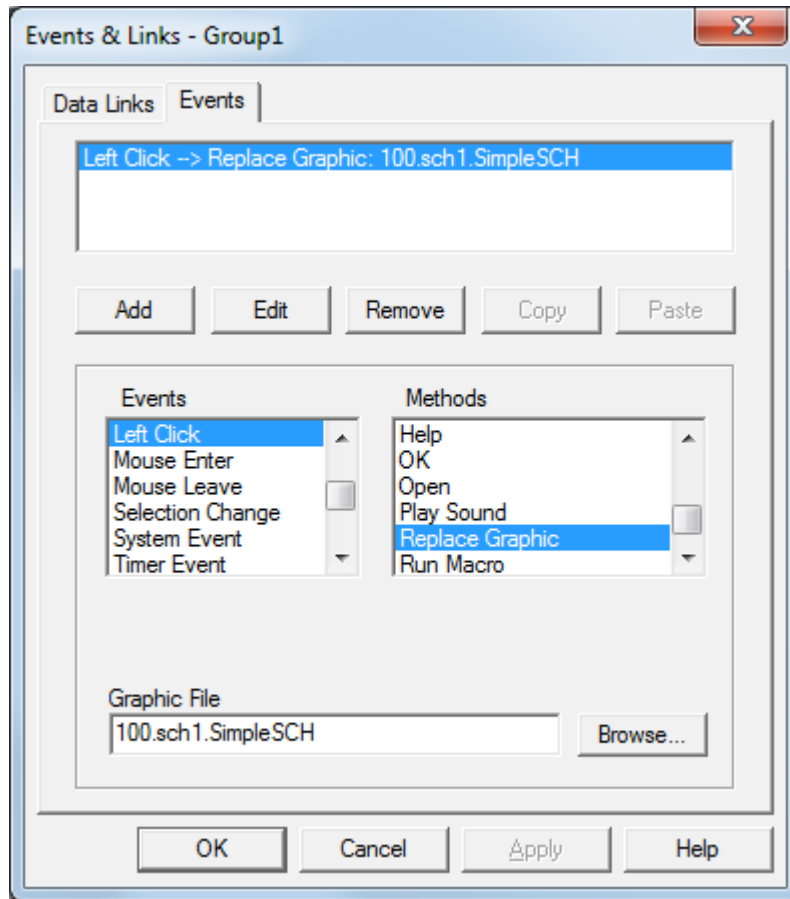 Events & Links - Group1
Data Links Events
Left Click --> Replace Graphic: 100.sch1.SimpleSCH
Add Edit Remove Copy Paste
Events Methods
Left Click Help
Mouse Enter OK
Mouse Leave Open
Selection Change Play Sound
System Event Replace Graphic
Timer Event Run Macro
Graphic File
100.sch1.SimpleSCH Browse...
OK Cancel Apply Help